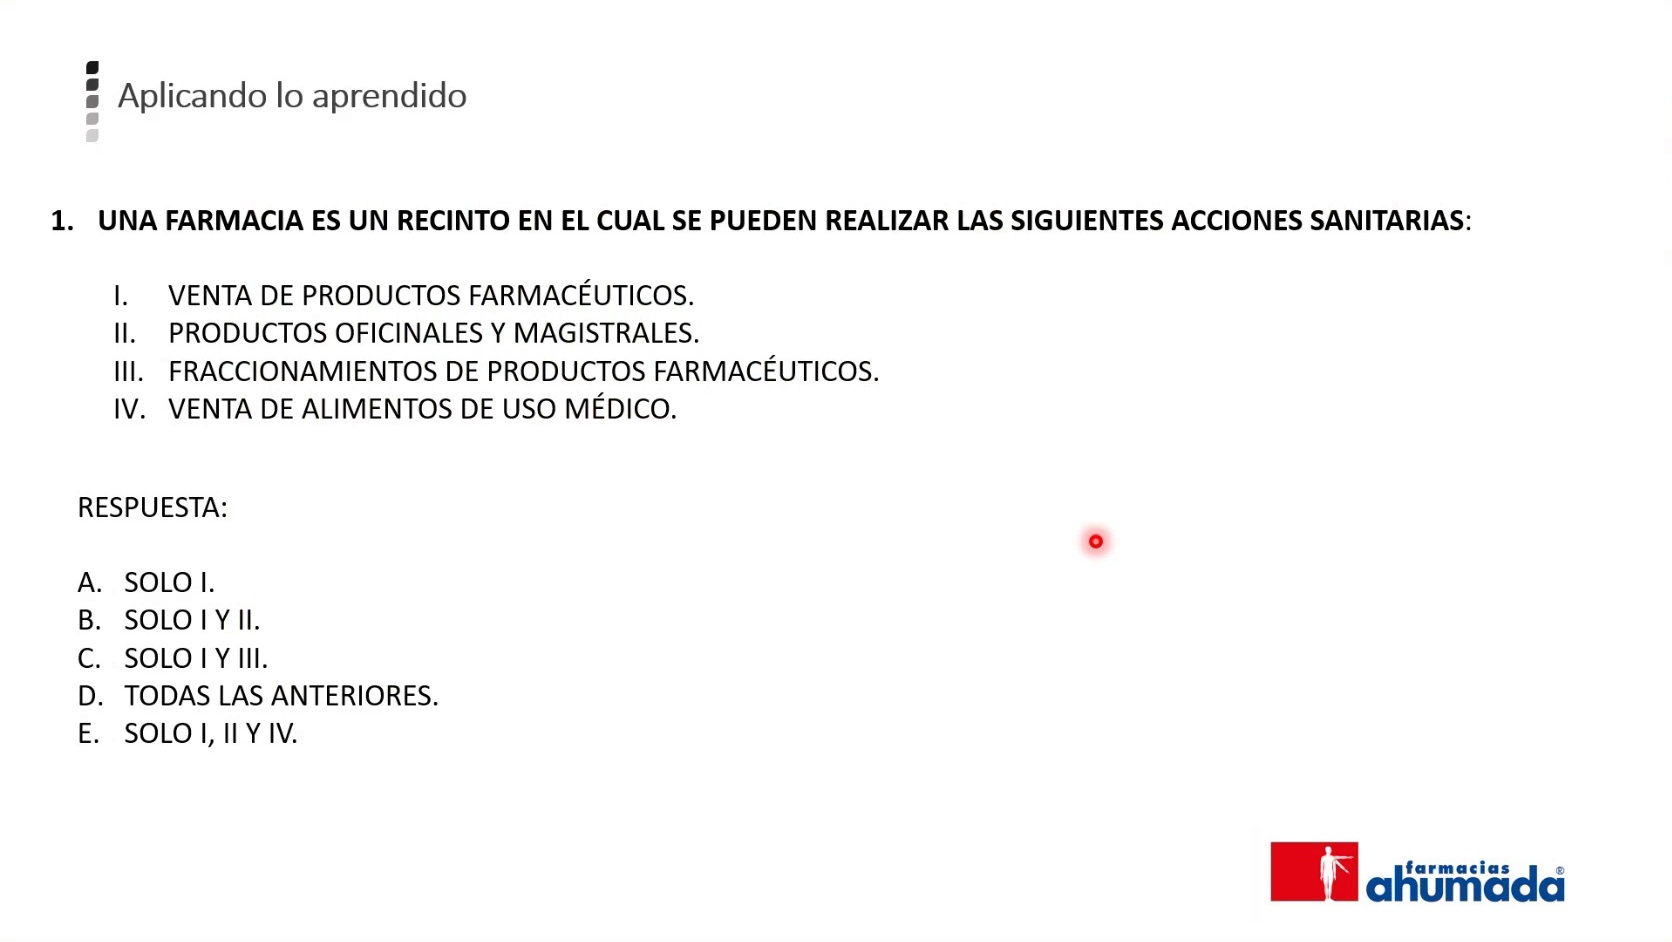 Aplicando lo aprendido
1. UNA FARMACIA ES UN RECINTO EN EL CUAL SE PUEDEN REALIZAR LAS SIGUIENTES ACCIONES SANITARIAS:
I. VENTA DE PRODUCTOS FARMACÉUTICOS.
II. PRODUCTOS OFICINALES Y MAGISTRALES.
III. FRACCIONAMIENTOS DE PRODUCTOS FARMACÉUTICOS.
IV. VENTA DE ALIMENTOS DE USO MÉDICO.
RESPUESTA:
A. SOLO I.
B. SOLO I Y II.
C. SOLO I Y III.
D. TODAS LAS ANTERIORES.
E. SOLO I, II Y IV.
farmacias
ahumada®